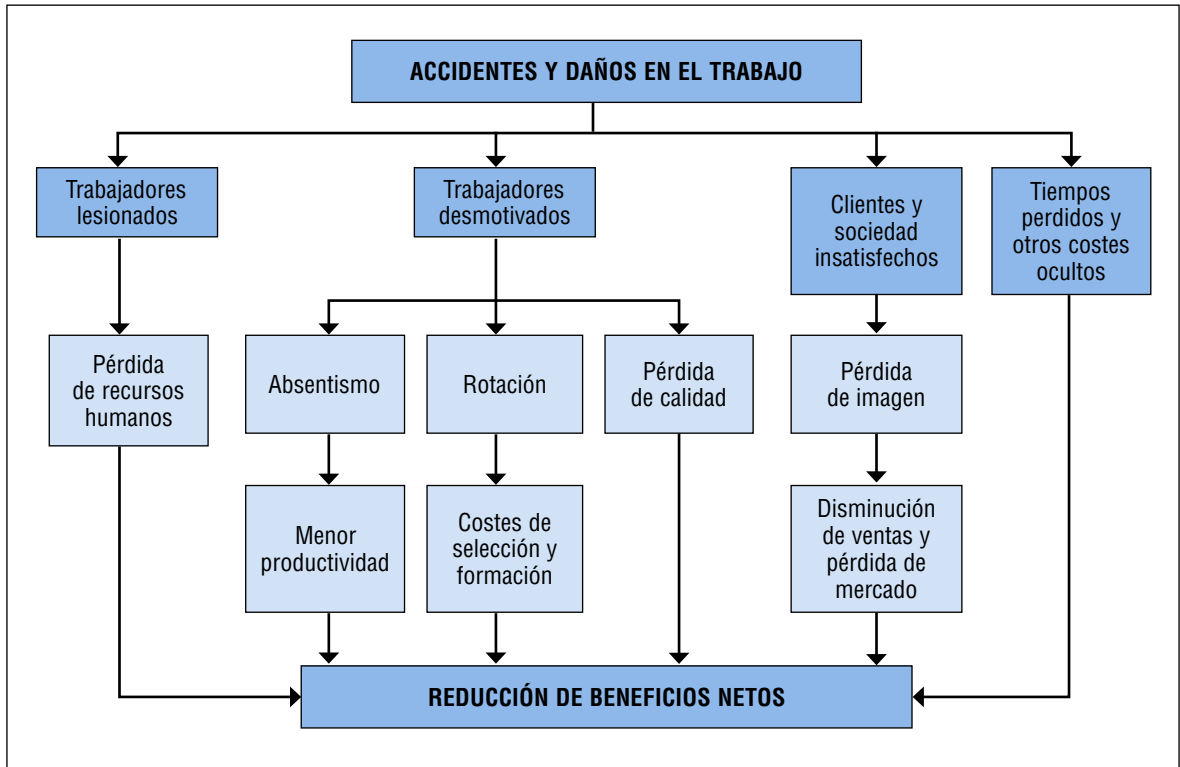 ACCIDENTES Y DAÑOS EN EL TRABAJO
Trabajadores
lesionados
Trabajadores
desmotivados
Clientes y
sociedad
insatisfechos
Tiempos
perdidos y
otros costes
ocultos
Pérdida
de recursos
humanos
Absentismo
Rotación
Pérdida
de calidad
Pérdida
de imagen
Menor
productividad
Costes de
selección y
formación
Disminución
de ventas y
pérdida de
mercado
REDUCCIÓN DE BENEFICIOS NETOS